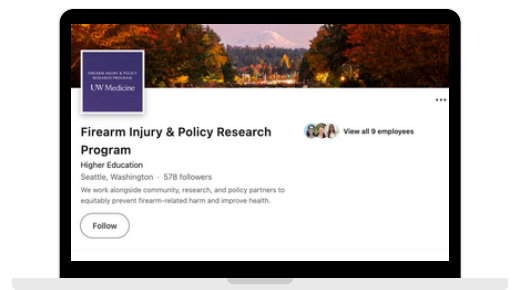 FIREARM INJURY & POLICY
RESEARCH PROGRAM
UW Medicine
Firearm Injury & Policy Research
Program
View all 9 employees
Higher Education
Seattle, Washington · 578 followers
We work alongside community, research, and policy partners to
equitably prevent firearm-related harm and improve health.
Follow